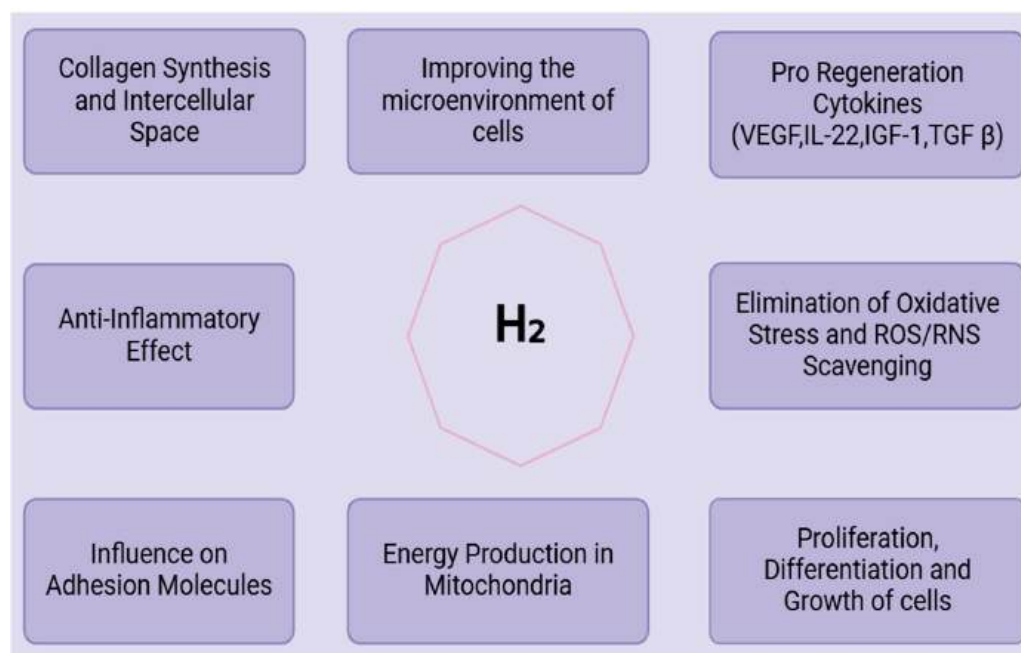 Collagen Synthesis
and Intercellular
Space
Improving the
microenvironment of
cells
Pro Regeneration
Cytokines
(VEGF,IL-22,IGF-1,TGF β)
Anti-Inflammatory
Effect
H₂
Elimination of Oxidative
Stress and ROS/RNS
Scavenging
Influence on
Adhesion Molecules
Energy Production in
Mitochondria
Proliferation,
Differentiation and
Growth of cells